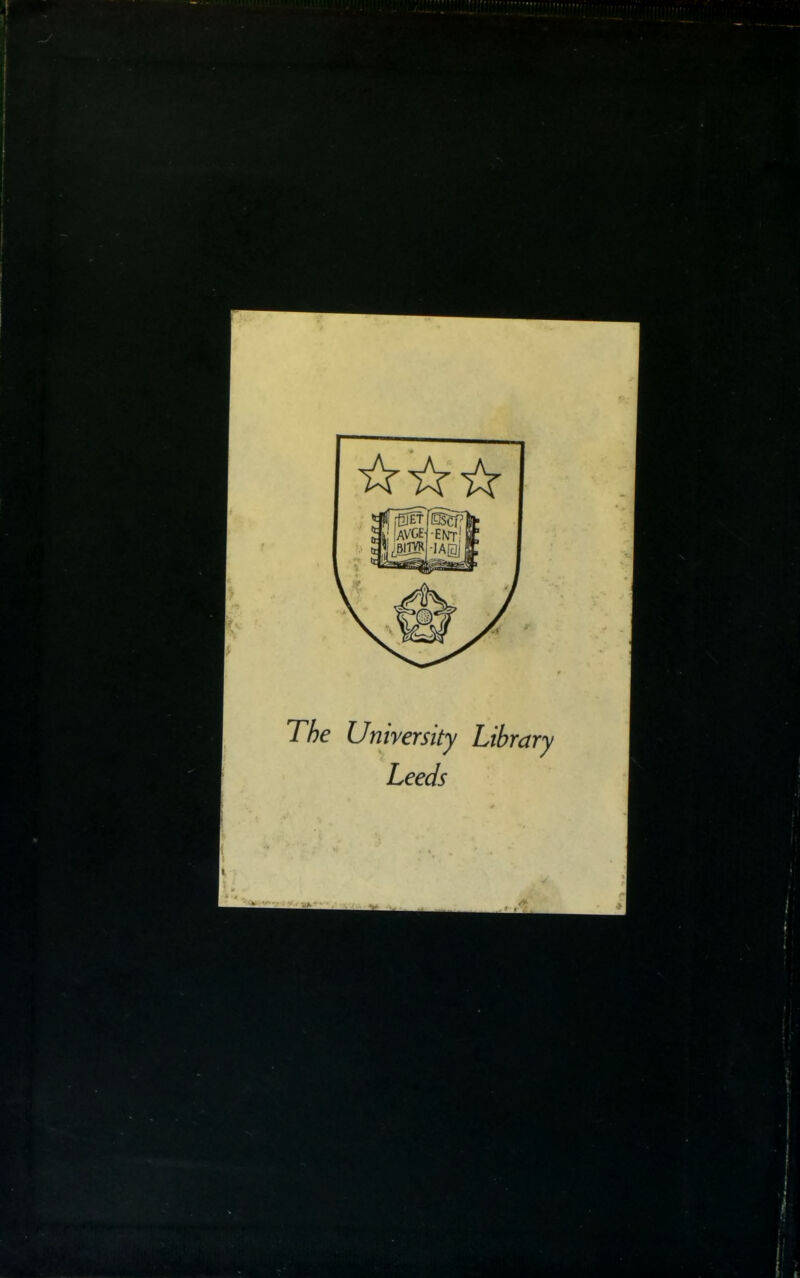 ET SCI
AVGE- -ENT
BITVR -IA
The University Library
Leeds